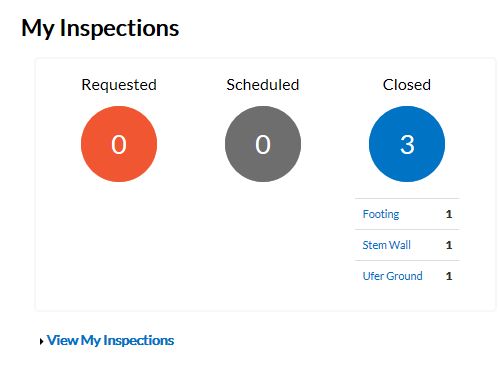 My Inspections
Requested Scheduled Closed
0 0 3
Footing 1
Stem Wall 1
Ufer Ground 1
View My Inspections